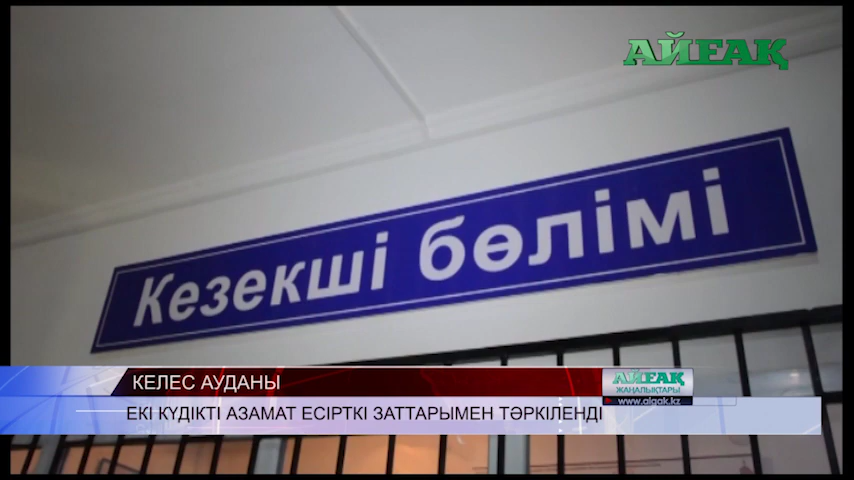 АЙҒАҚ
Кезекші бөлімі
КЕЛЕС АУДАНЫ
АЙҒАҚ
ЖАҢАЛЫҚТАРЫ
www.aigak.kz
ЕКІ КҮДІКТІ АЗАМАТ ЕСІРТКІ ЗАТТАРЫМЕН ТӘРКІЛЕНДІ